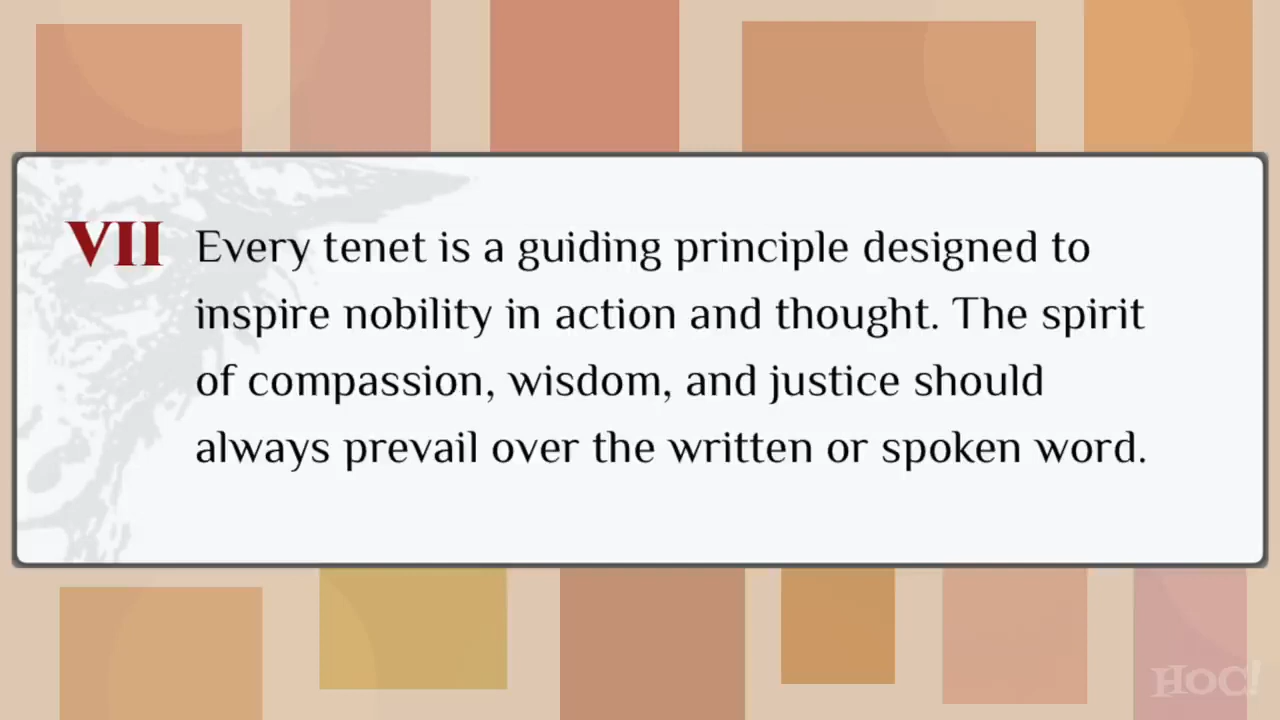 VII Every tenet is a guiding principle designed to
inspire nobility in action and thought. The spirit
of compassion, wisdom, and justice should
always prevail over the written or spoken word.
HOC!